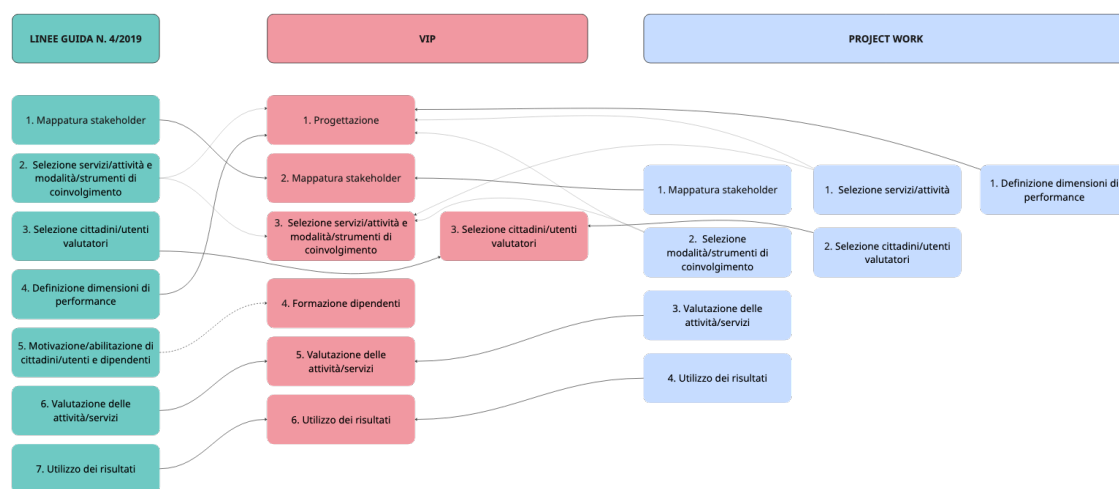 LINEE GUIDA N. 4/2019
VIP
PROJECT WORK
1. Mappatura stakeholder
2. Selezione servizi/attività e
modalità/strumenti di
coinvolgimento
3. Selezione cittadini/utenti
valutatori
4. Definizione dimensioni di
performance
5. Motivazione/abilitazione di
cittadini/utenti e dipendenti
6. Valutazione delle
attività/servizi
7. Utilizzo dei risultati
1. Progettazione
2. Mappatura stakeholder
3. Selezione servizi/attività e
modalità/strumenti di
coinvolgimento
3. Selezione cittadini/utenti
valutatori
4. Formazione dipendenti
5. Valutazione delle
attività/servizi
6. Utilizzo dei risultati
1. Mappatura stakeholder
1. Selezione servizi/attività
1. Definizione dimensioni di
performance
2. Selezione
modalità/strumenti di
coinvolgimento
2. Selezione cittadini/utenti
valutatori
3. Valutazione delle
attività/servizi
4. Utilizzo dei risultati